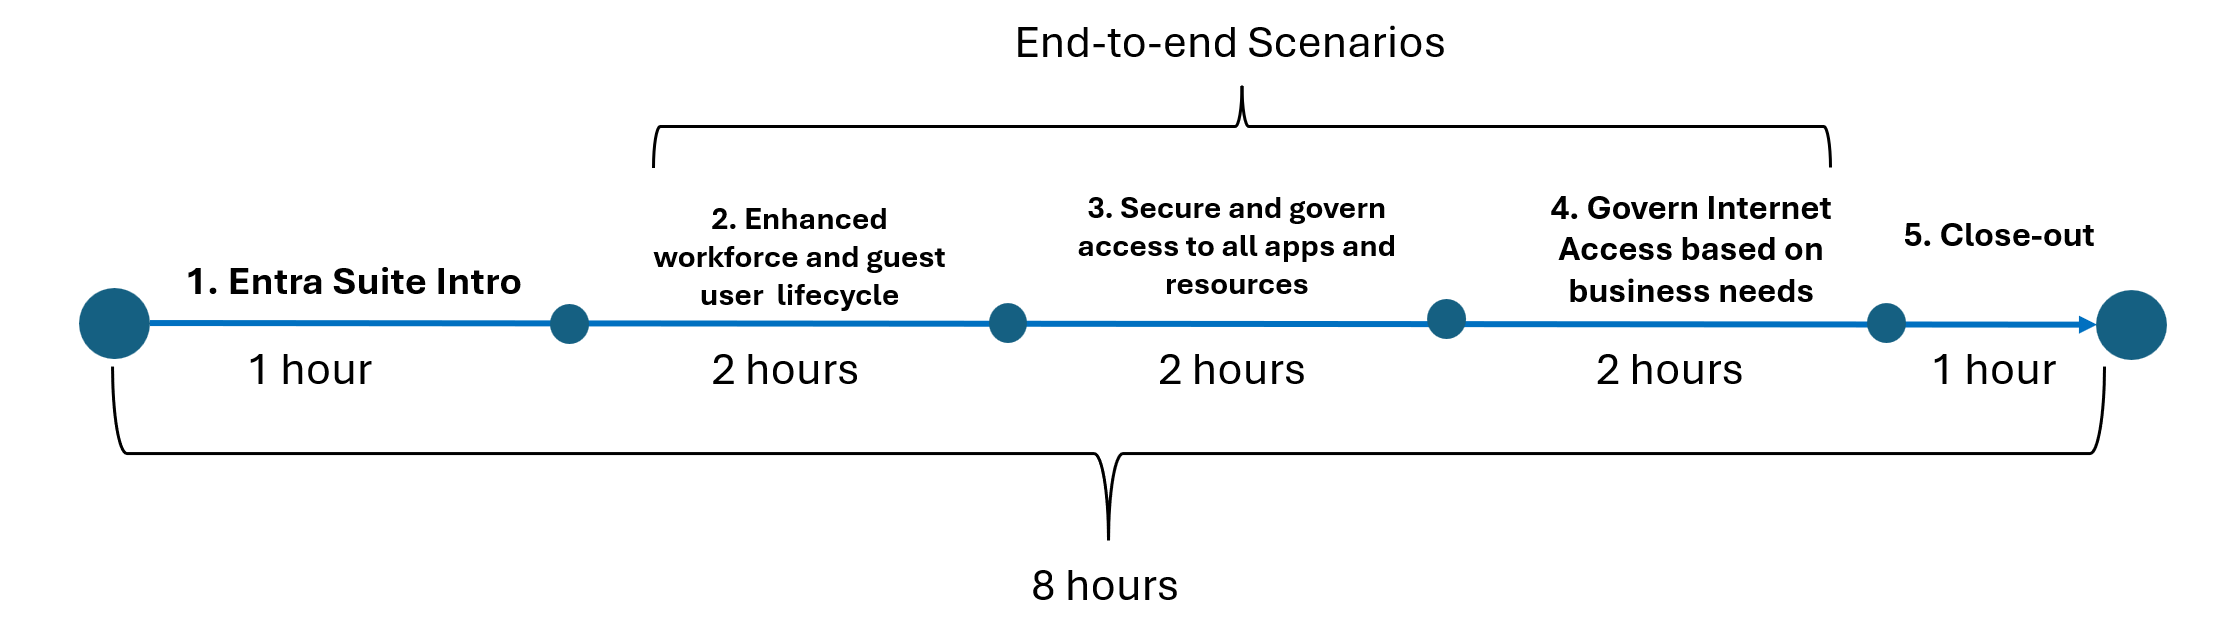 End-to-end Scenarios
1. Entra Suite Intro
2. Enhanced
workforce and guest
user  lifecycle
3. Secure and govern
access to all apps and
resources
4. Govern Internet
Access based on
business needs
5. Close-out
1 hour
2 hours
2 hours
2 hours
1 hour
8 hours